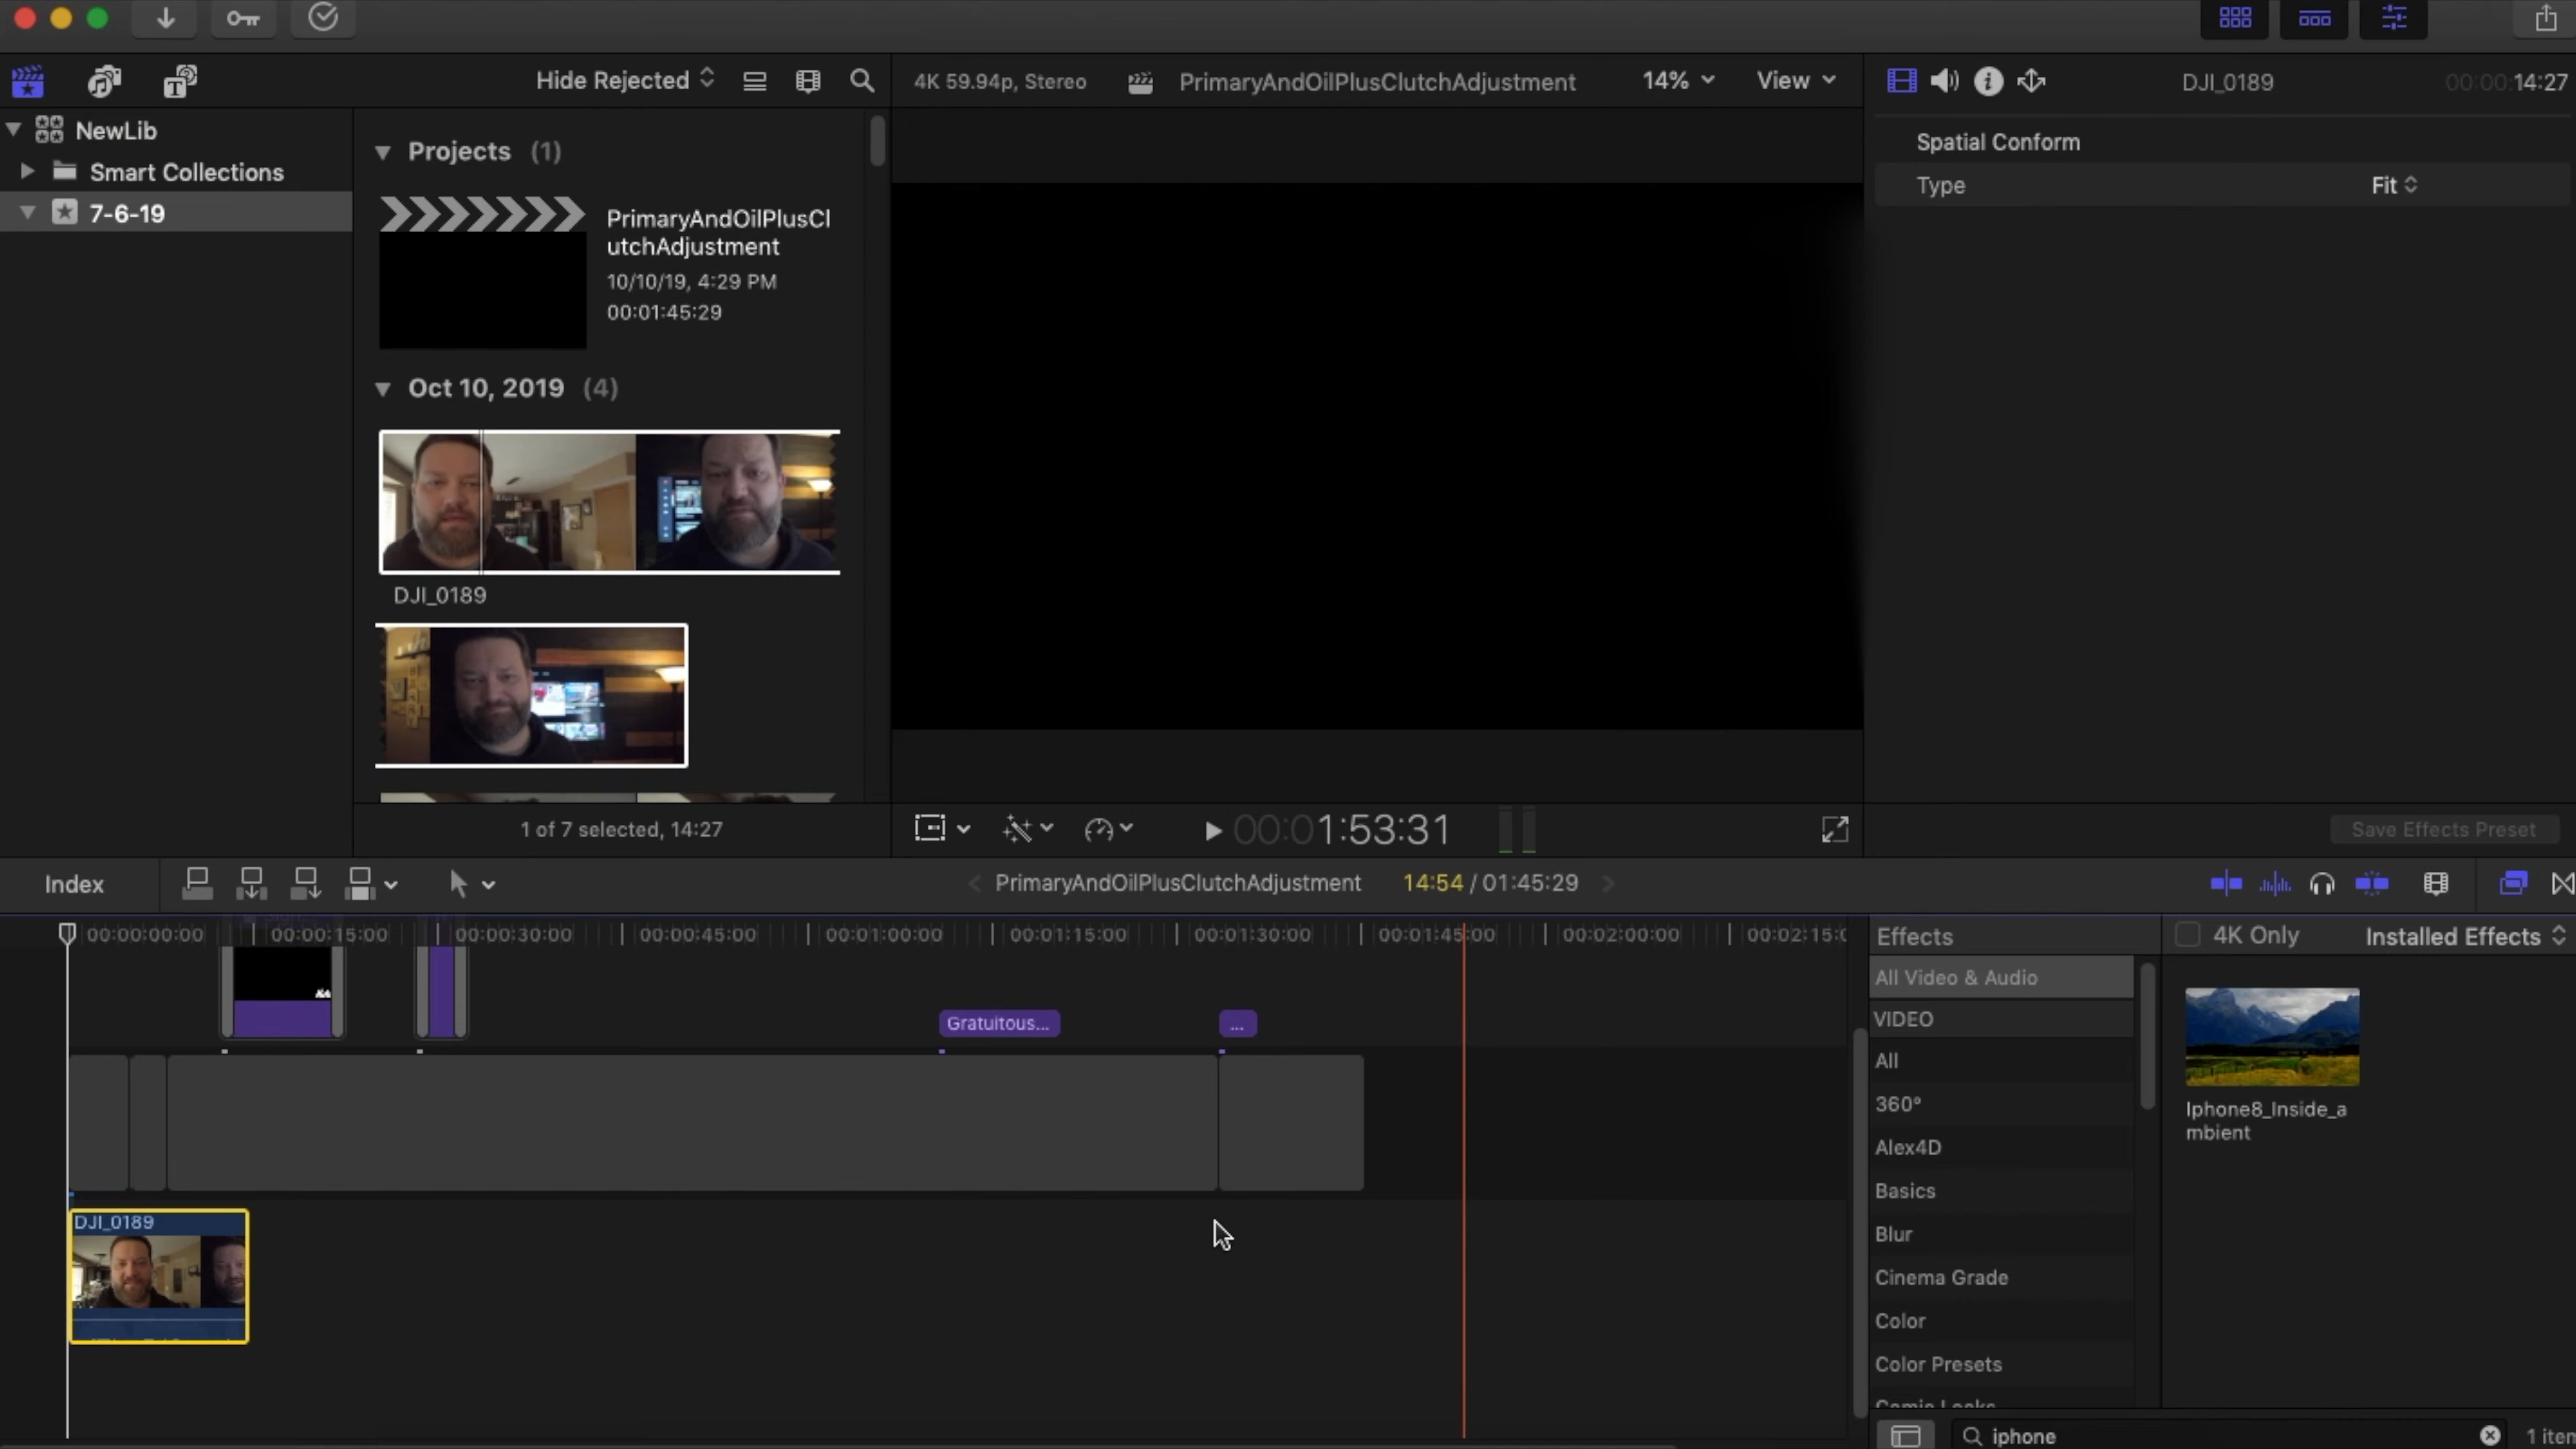 Hide Rejected
4K 59.94p, Stereo
PrimaryAndOilPlusClutchAdjustment
14%
View
DJI_0189
00:00:14:27
NewLib
Smart Collections
7-6-19
Projects (1)
PrimaryAndOilPlusCl
utchAdjustment
10/10/19, 4:29 PM
00:01:45:29
Oct 10, 2019 (4)
DJI_0189
Spatial Conform
Type
Fit
1 of 7 selected, 14:27
00:01:53:31
Save Effects Preset
Index
PrimaryAndOilPlusClutchAdjustment
14:54 / 01:45:29
00:00:00:00
00:00:15:00
00:00:30:00
00:00:45:00
00:01:00:00
00:01:15:00
00:01:30:00
00:01:45:00
00:02:00:00
00:02:15:0
Gratuitous...
...
DJI_0189
Effects
4K Only
Installed Effects
All Video & Audio
VIDEO
All
360°
Alex4D
Basics
Blur
Cinema Grade
Color
Color Presets
Comic Looks
Iphone8_Inside_a
mbient
iphone
1 item